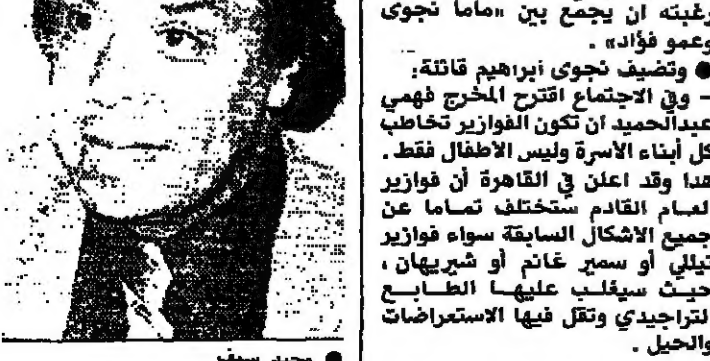 رغبته ان يجمع بين «ماما نجوى
وعمو فؤاد» .
● وتضيف نجوى ابراهيم قائلة:
– وفي الاجتماع اقترح المخرج فهمي
عبدالحميد ان تكون الفوازير تخاطب
كل أبناء الأسرة وليس الاطفال فقط .
هذا وقد اعلن في القاهرة أن فوازير
لعام القادم ستختلف تماما عن
جميع الاشكال السابقة سواء فوازير
نيللي أو سمير غانم أو شيريهان ،
حيث سيغلب عليها الطابع
لتراجيدي وتقل فيها الاستعراضات
والحيل .